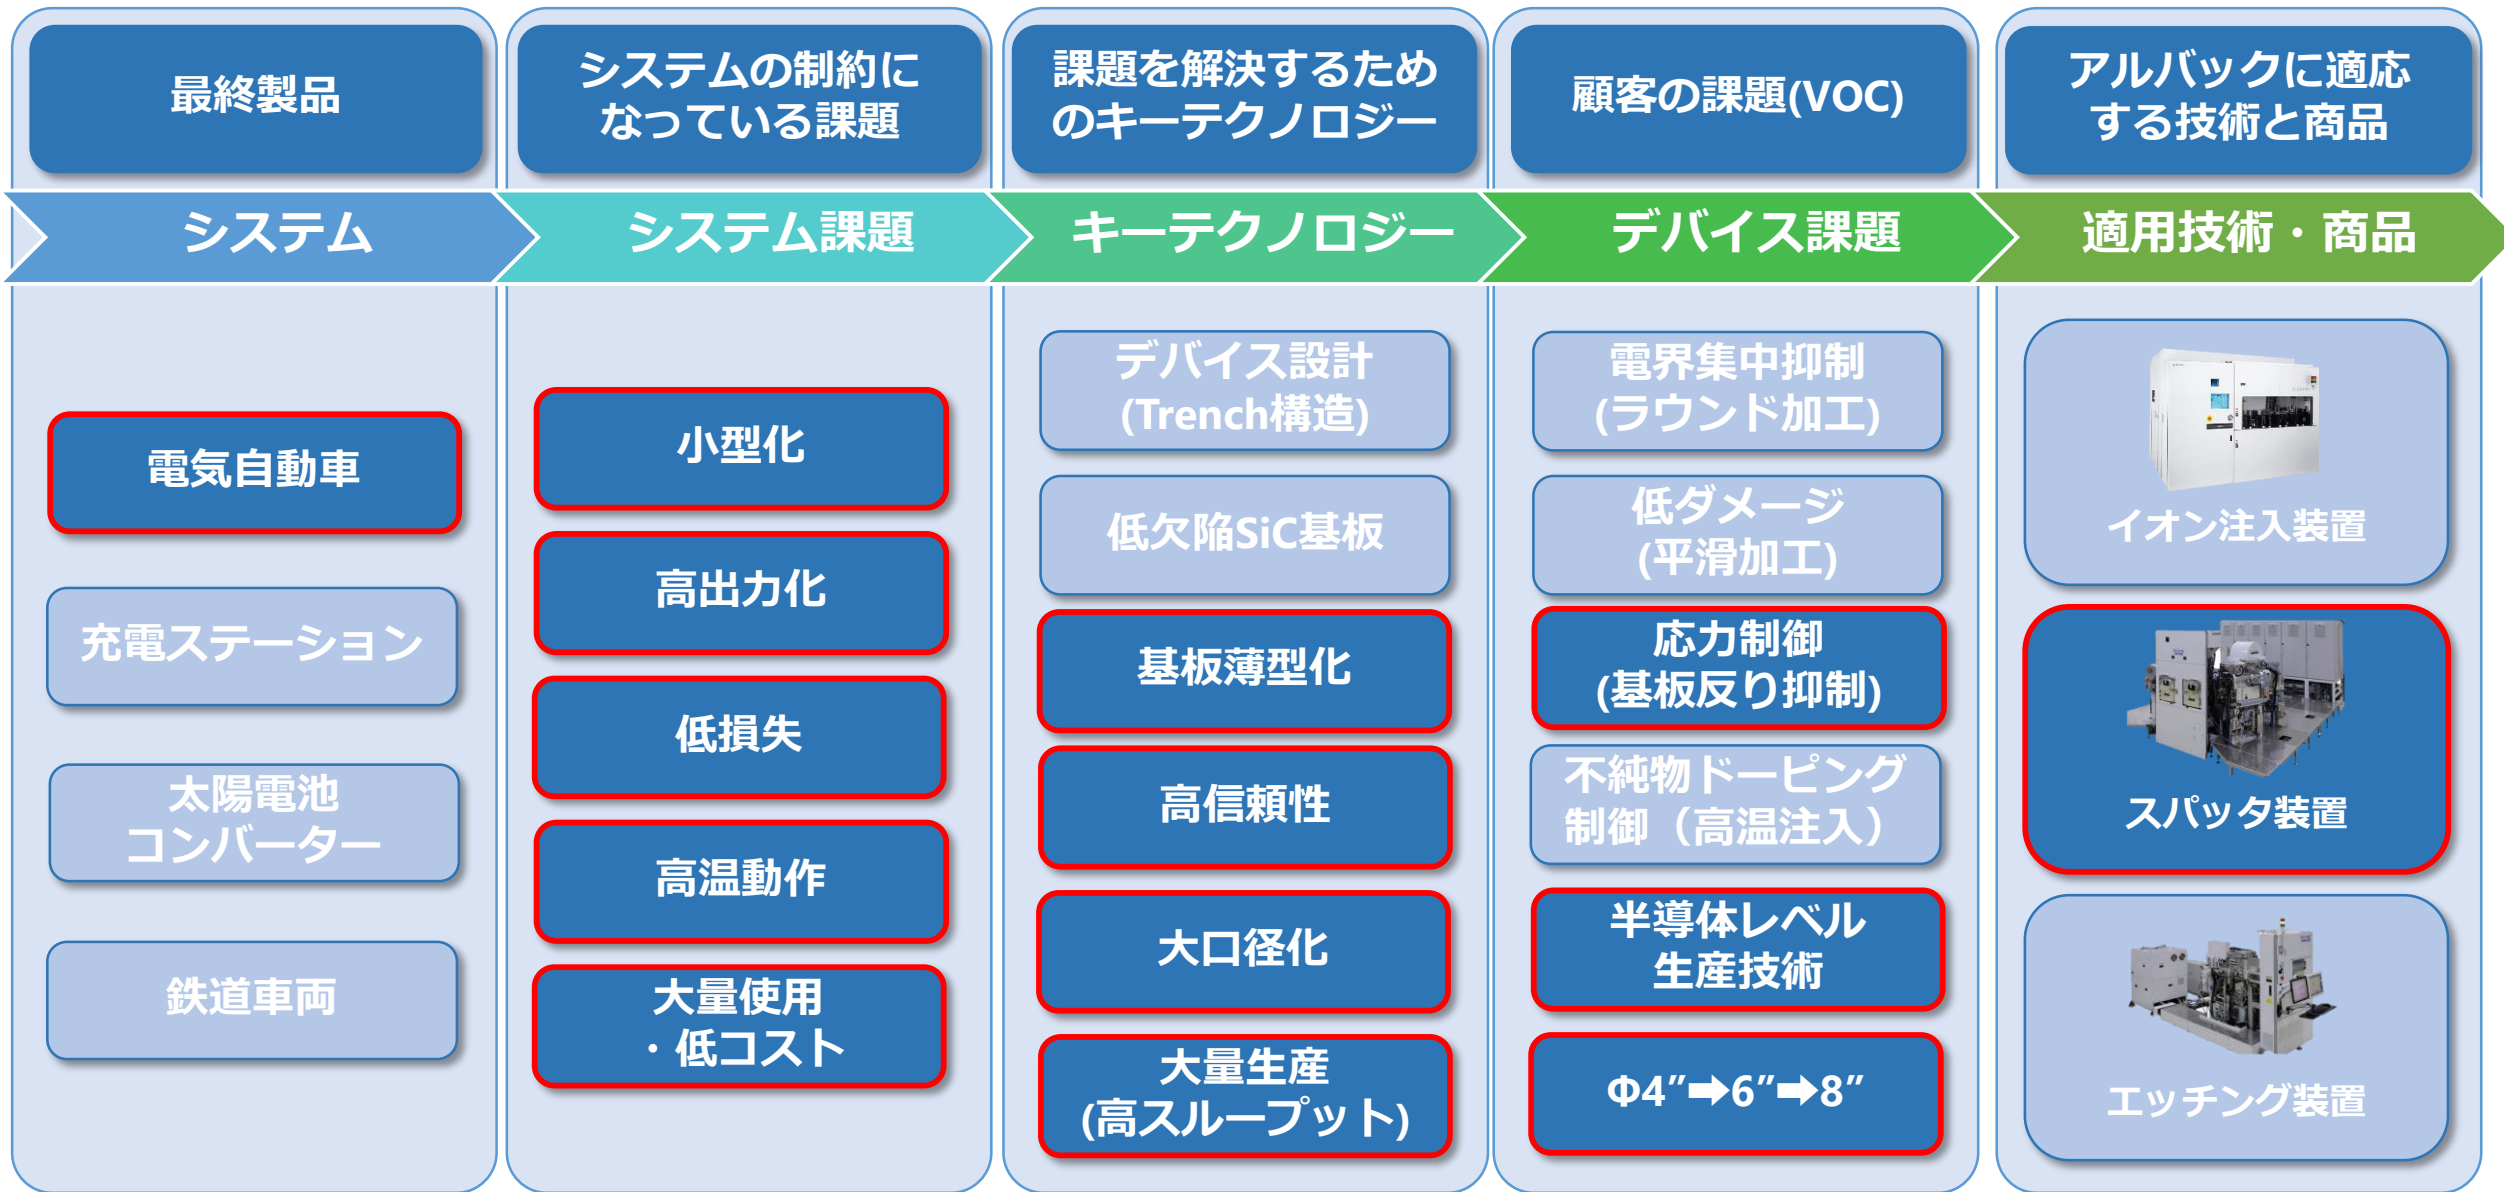 最終製品
システムの制約に
なっている課題
課題を解決するため
のキーテクノロジー
顧客の課題(VOC)
アルバックに適応
する技術と商品
システム
システム課題
キーテクノロジー
デバイス課題
適用技術・商品
電気自動車
充電ステーション
太陽電池
コンバーター
鉄道車両
小型化
高出力化
低損失
高温動作
大量使用
・低コスト
デバイス設計
(Trench構造)
低欠陥SiC基板
基板薄型化
高信頼性
大口径化
大量生産
(高スループット)
電界集中抑制
(ラウンド加工)
低ダメージ
(平滑加工)
応力制御
(基板反り抑制)
不純物ドーピング
制御（高温注入）
半導体レベル
生産技術
Φ4″➡6″➡8″
イオン注入装置
スパッタ装置
エッチング装置